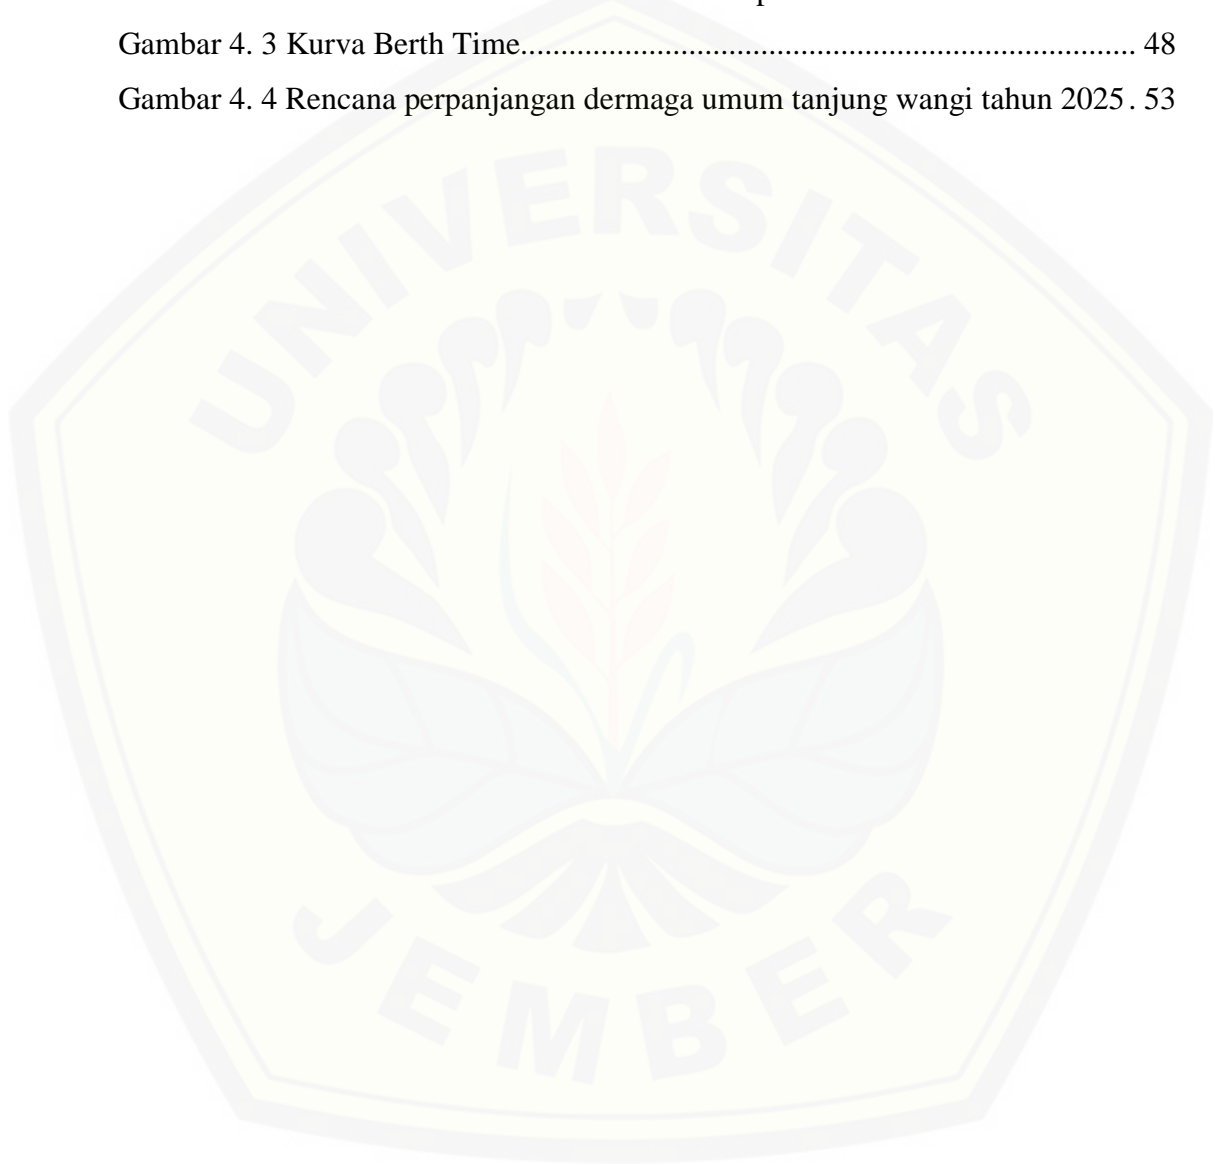 Gambar 4. 3 Kurva Berth Time............................................................................ 48
Gambar 4. 4 Rencana perpanjangan dermaga umum tanjung wangi tahun 2025. 53
UNIVERSITAS
JEMBER